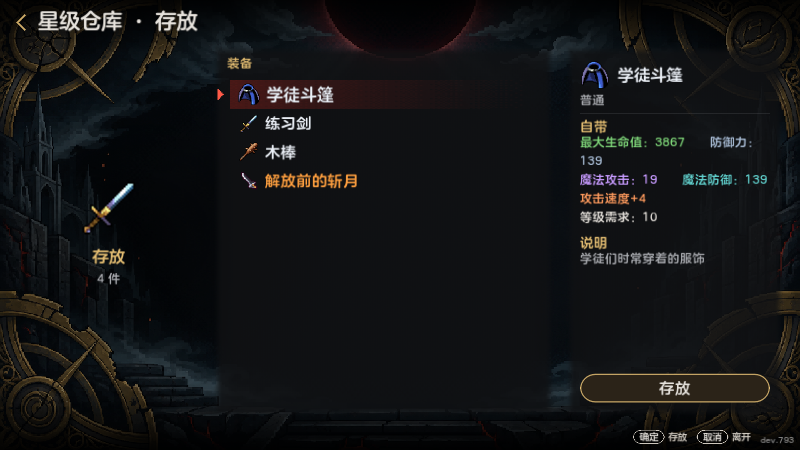 星级仓库 · 存放
装备
学徒斗篷
练习剑
木棒
解放前的斩月
存放
4 件
学徒斗篷
普通
自带
最大生命值：3867 防御力：
139
魔法攻击：19 魔法防御：139
攻击速度+4
等级需求：10
说明
学徒们时常穿着的服饰
存放
确定 存放 取消 离开
dev.793